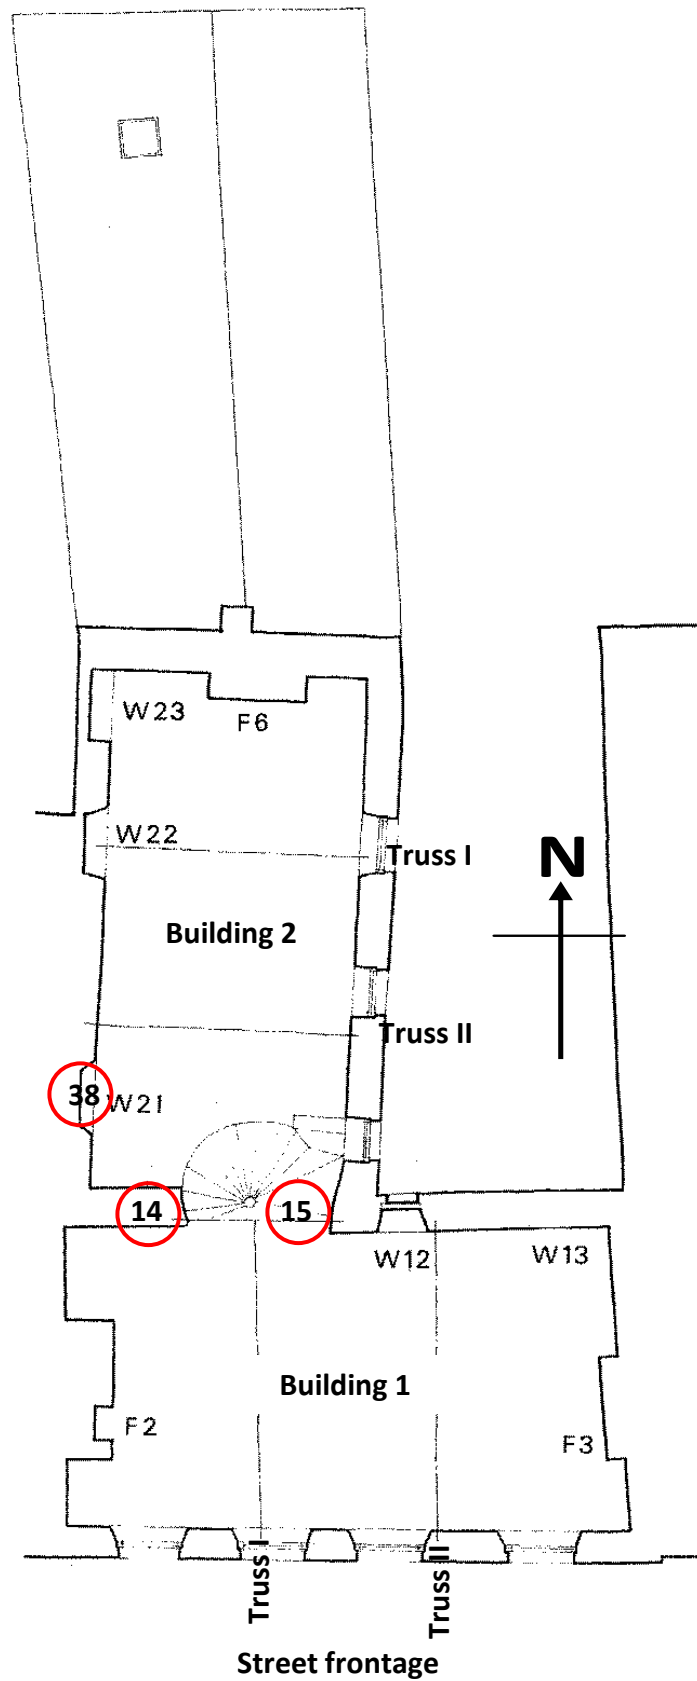 W23
F6
W22
Truss I
N
Building 2
Truss II
38
W21
14
15
W12
W13
Building 1
F2
F3
Truss I
Truss II
Street frontage